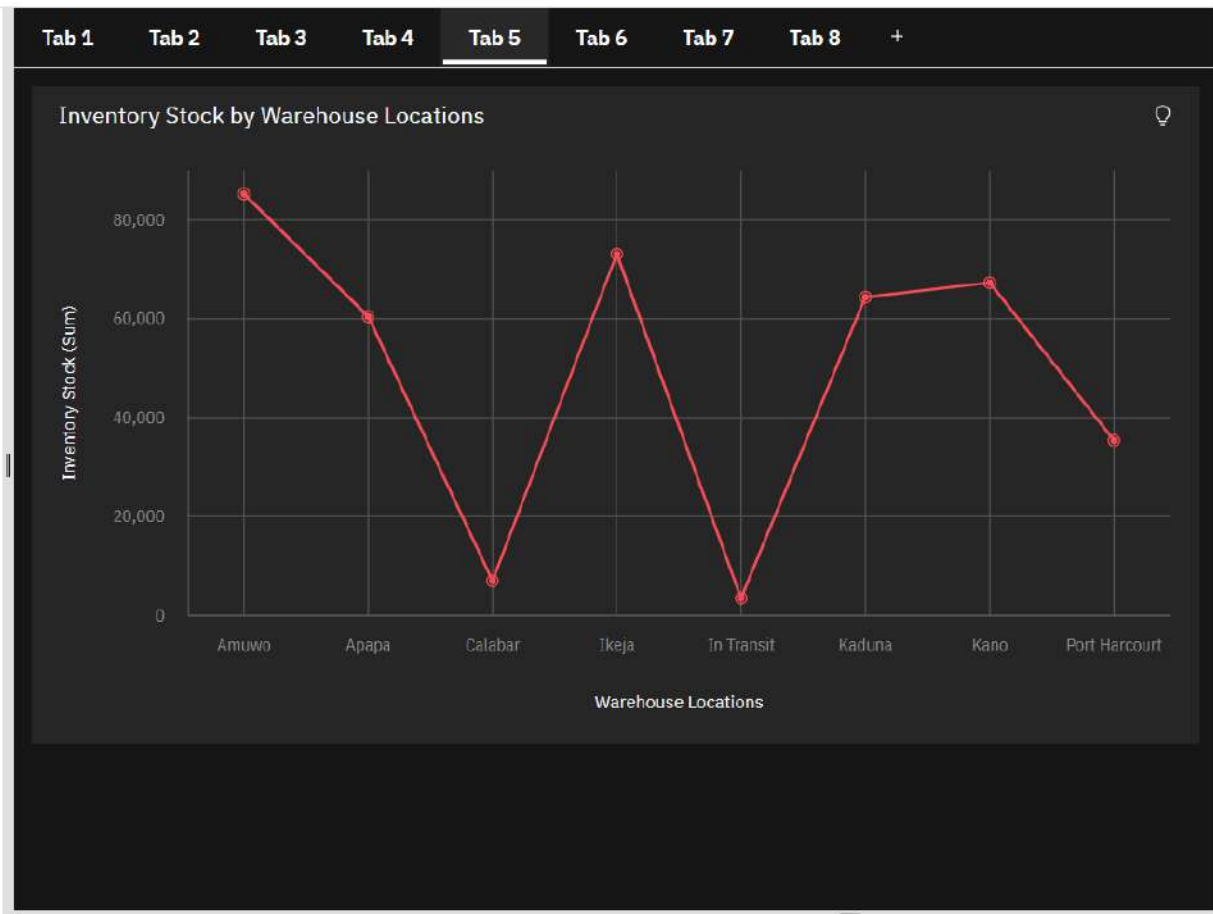 Tab 1 Tab 2 Tab 3 Tab 4 Tab 5 Tab 6 Tab 7 Tab 8 +
Inventory Stock by Warehouse Locations
80,000
60,000
40,000
20,000
0
Inventory Stock (Sum)
Amuwo Apapa Calabar Ikeja In Transit Kaduna Kano Port Harcourt
Warehouse Locations